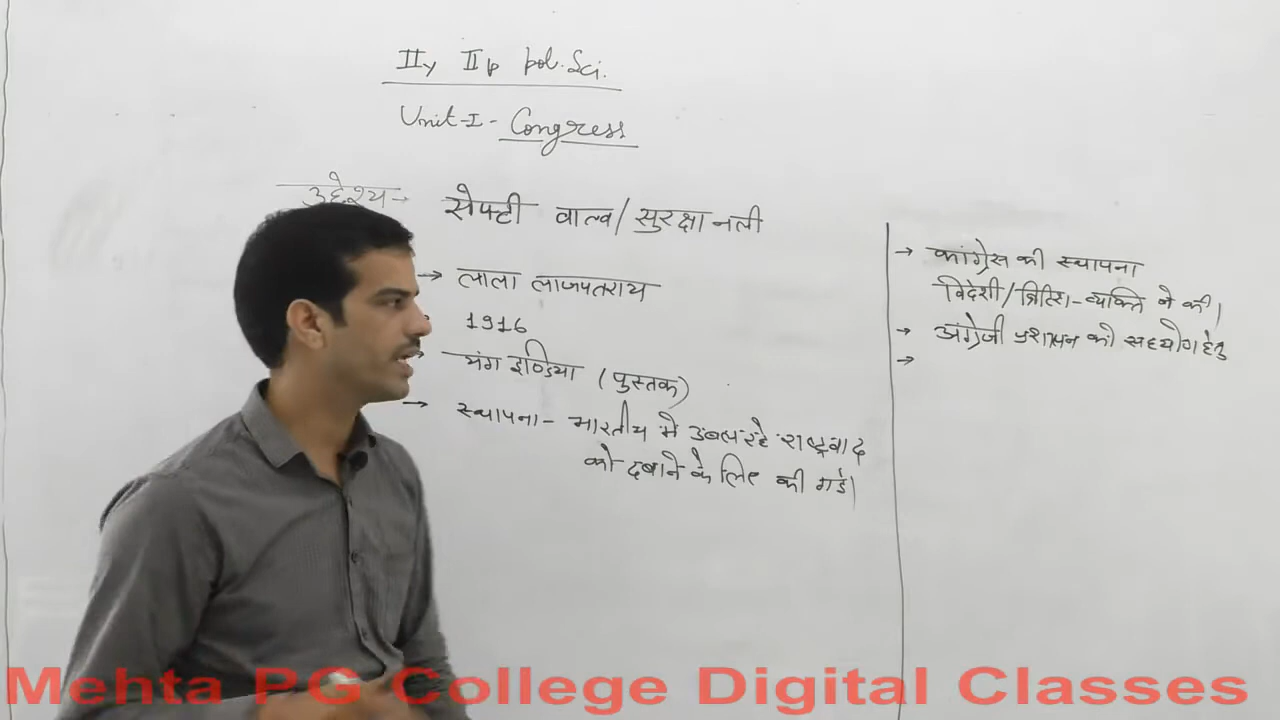 IIy IIp pol. Sci.
Unit-I- Congress
उद्देश्य→ सेफ्टी वाल्व/सुरक्षा नली
→ लाला लाजपतराय
1916
यंग इण्डिया (पुस्तक)
→ स्थापना- भारतीय में उबल रहे राष्ट्रवाद
को दबाने के लिए की गई।
→ कांग्रेस की स्थापना
विदेशी/ब्रिटिश-व्यक्ति ने की।
→ अंग्रेजी प्रशासन को सहयोग हेतु
→
Mehta PG College Digital Classes